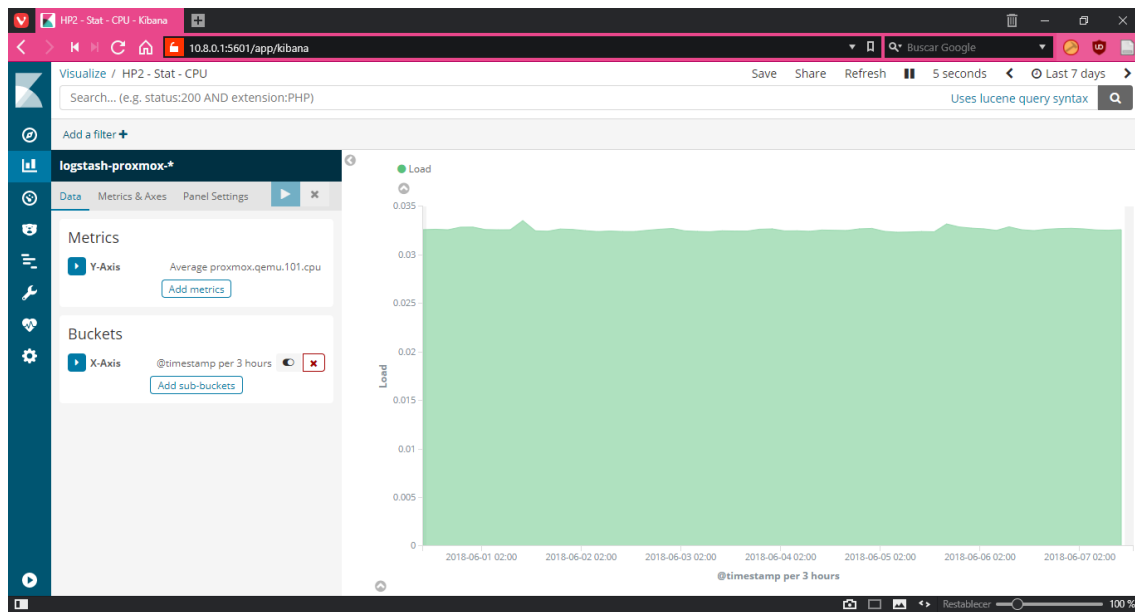 HP2 - Stat - CPU - Kibana
10.8.0.1:5601/app/kibana
Buscar Google
Visualize / HP2 - Stat - CPU
Save Share Refresh 5 seconds Last 7 days
Search... (e.g. status:200 AND extension:PHP)
Uses lucene query syntax
Add a filter
logstash-proxmox-*
Data Metrics & Axes Panel Settings
Metrics
Y-Axis Average proxmox.qemu.101.cpu
Add metrics
Buckets
X-Axis @timestamp per 3 hours
Add sub-buckets
Load
0.035
0.03
0.025
0.02
0.015
0.01
0.005
0
Load
2018-06-01 02:00 2018-06-02 02:00 2018-06-03 02:00 2018-06-04 02:00 2018-06-05 02:00 2018-06-06 02:00 2018-06-07 02:00
@timestamp per 3 hours
Restablecer 100 %